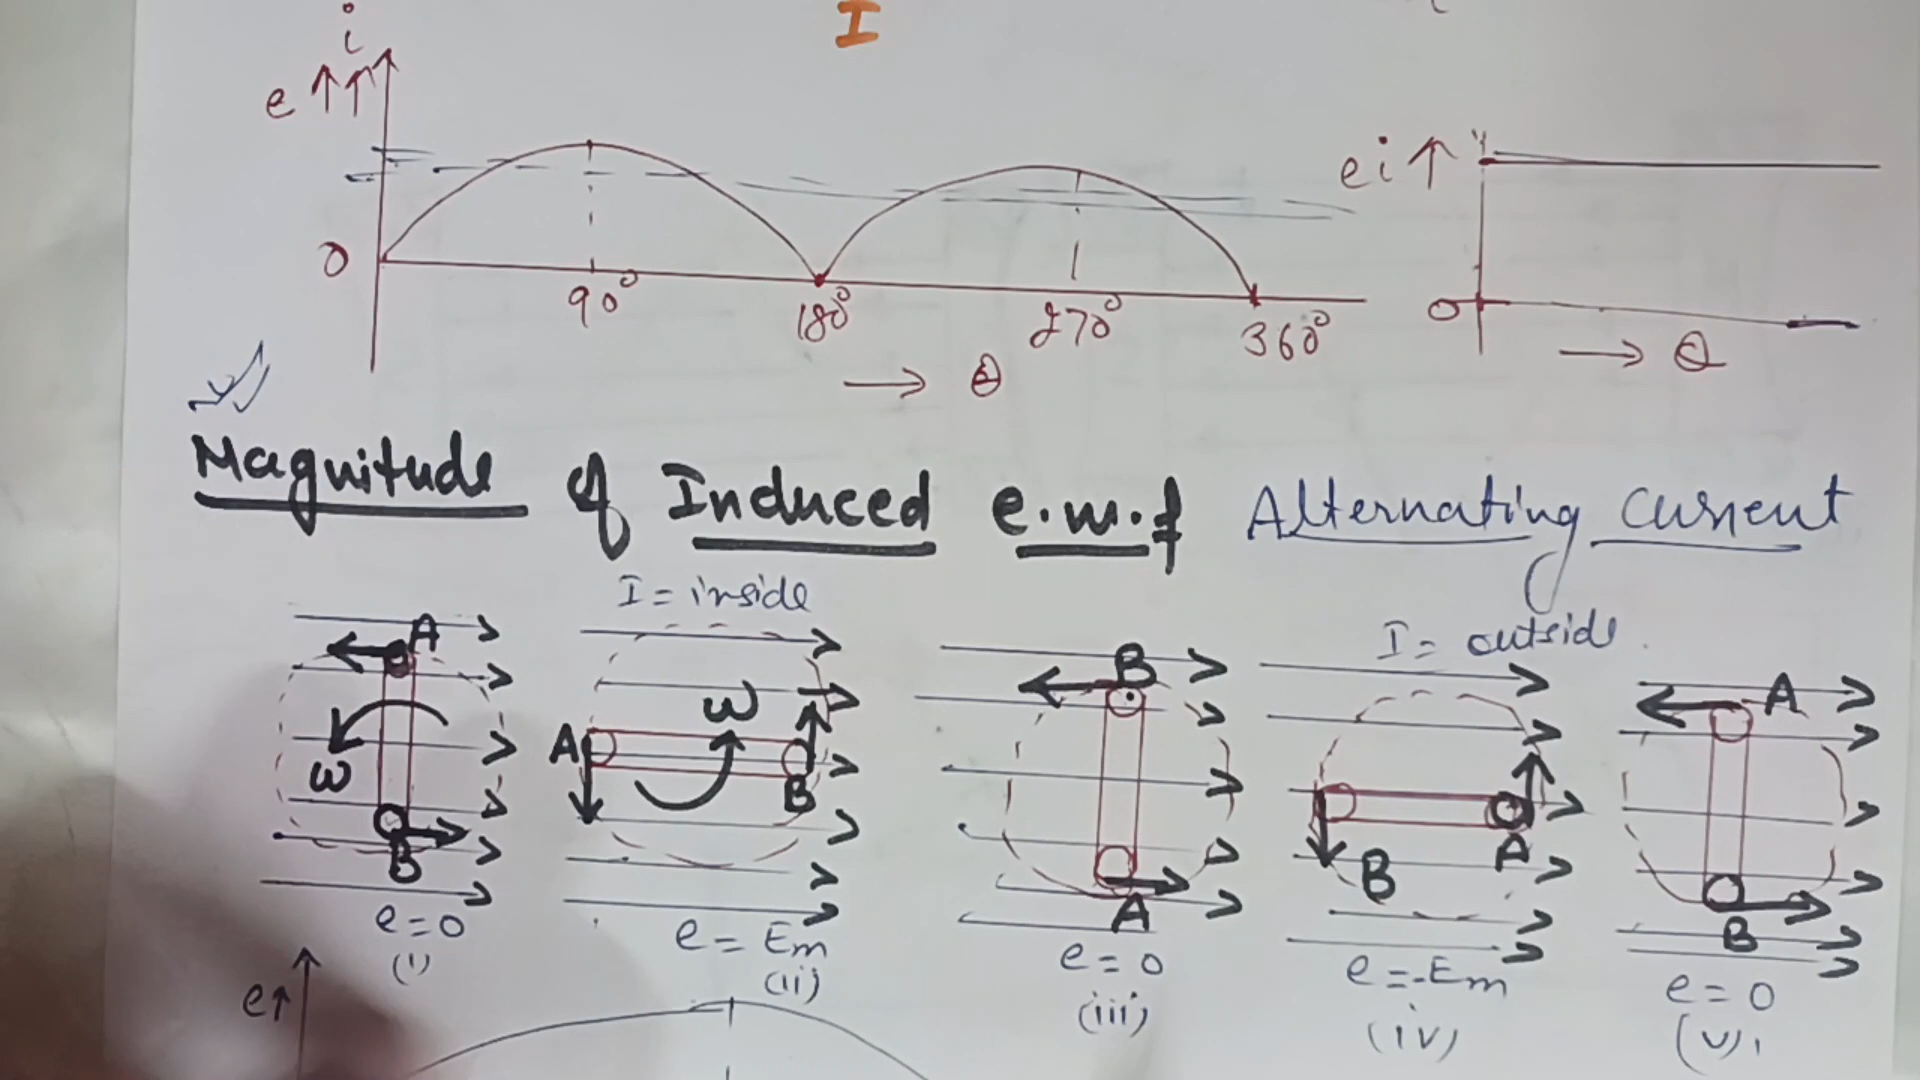 I
i
e ↑↑
0
90°
180°
270°
360°
→ θ
e i ↑
0
→ θ
Magnitude of Induced e.m.f Alternating current
I = inside
I = outside
A
ω
B
e = 0
(i)
A
ω
B
e = Em
(ii)
B
A
e = 0
(iii)
B
A
e = -Em
(iv)
A
B
e = 0
(v)
e↑